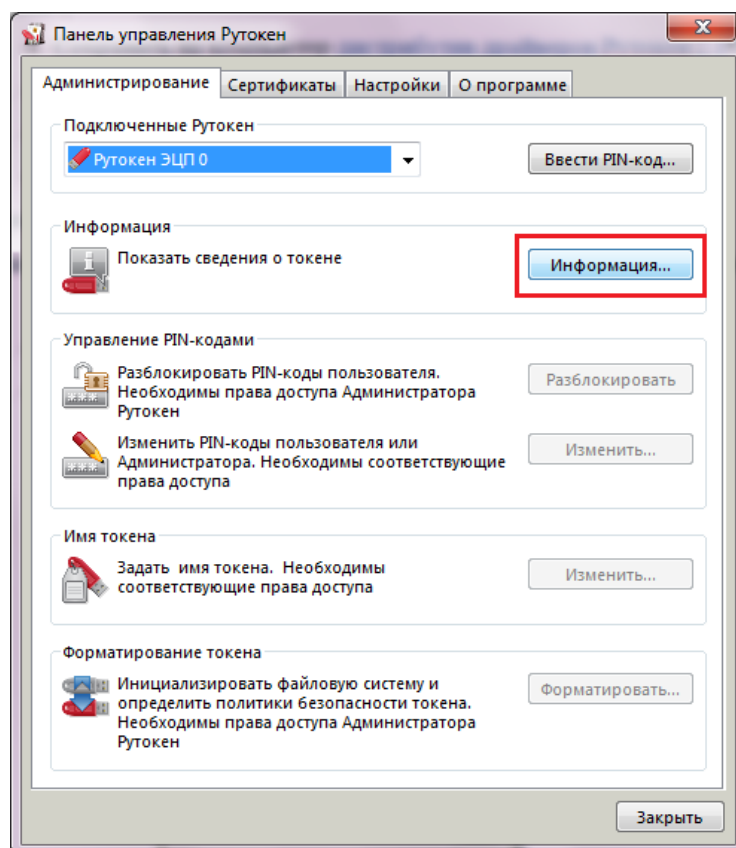 Панель управления Рутокен
Администрирование Сертификаты Настройки О программе
Подключенные Рутокен
Рутокен ЭЦП 0
Ввести PIN-код...
Информация
Показать сведения о токене
Информация...
Управление PIN-кодами
Разблокировать PIN-коды пользователя.
Необходимы права доступа Администратора
Рутокен
Разблокировать
Изменить PIN-коды пользователя или
Администратора. Необходимы соответствующие
права доступа
Изменить...
Имя токена
Задать имя токена. Необходимы
соответствующие права доступа
Изменить...
Форматирование токена
Инициализировать файловую систему и
определить политики безопасности токена.
Необходимы права доступа Администратора
Рутокен
Форматировать...
Закрыть